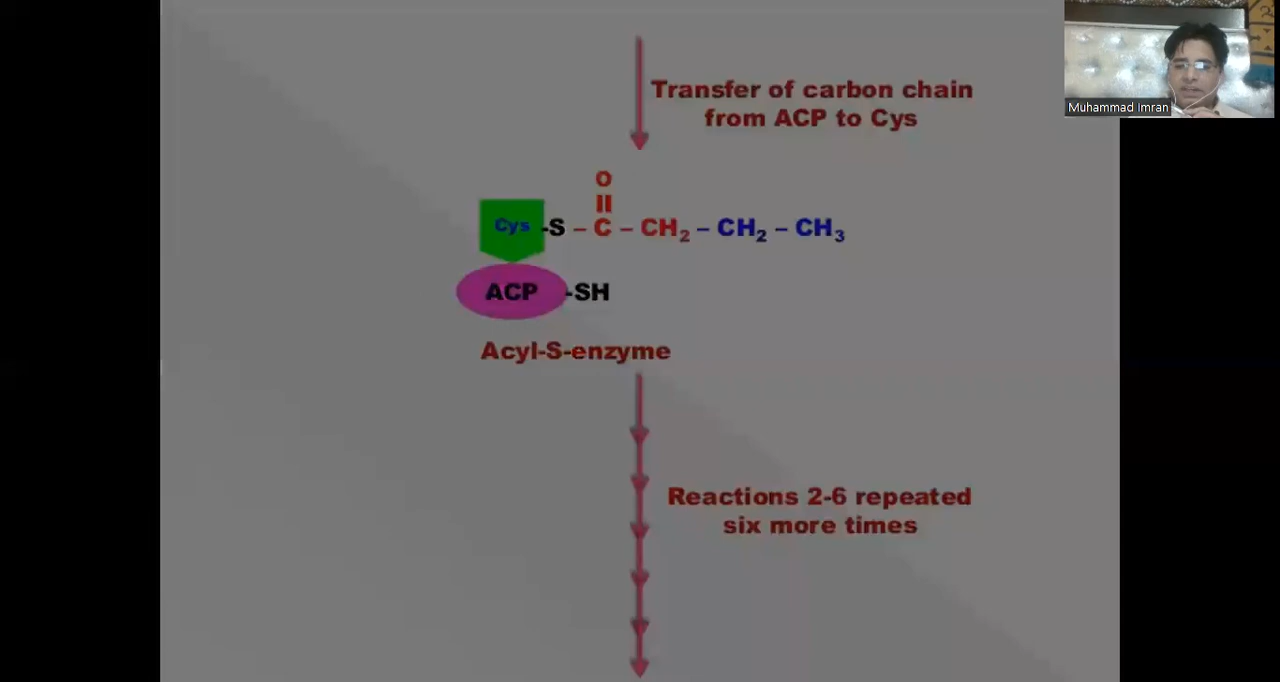 Muhammad Imran
Transfer of carbon chain
from ACP to Cys
O
Cys -S – C – CH₂ – CH₂ – CH₃
ACP -SH
Acyl-S-enzyme
Reactions 2-6 repeated
six more times